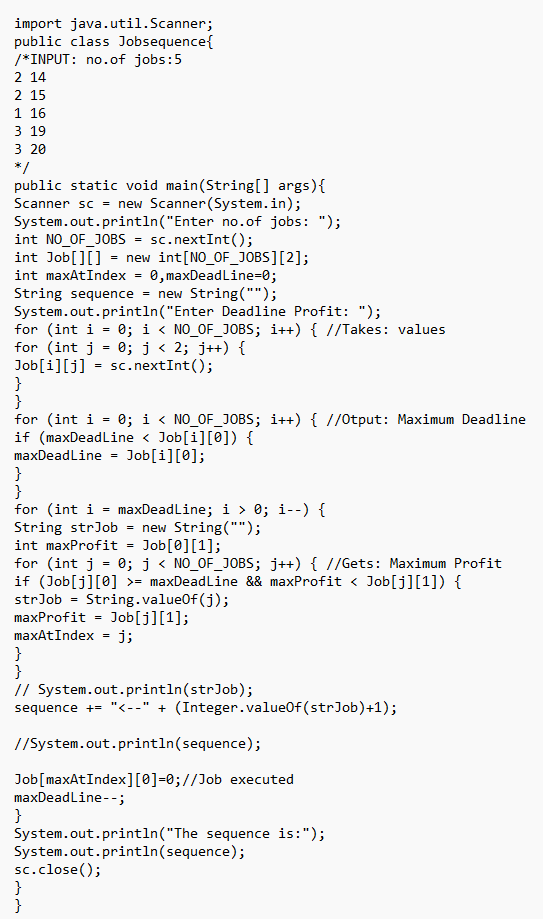 import java.util.Scanner;
public class Jobsequence{
/*INPUT: no.of jobs:5
2 14
2 15
1 16
3 19
3 20
*/
public static void main(String[] args){
Scanner sc = new Scanner(System.in);
System.out.println("Enter no.of jobs: ");
int NO_OF_JOBS = sc.nextInt();
int Job[][] = new int[NO_OF_JOBS][2];
int maxAtIndex = 0,maxDeadLine=0;
String sequence = new String("");
System.out.println("Enter Deadline Profit: ");
for (int i = 0; i < NO_OF_JOBS; i++) { //Takes: values
for (int j = 0; j < 2; j++) {
Job[i][j] = sc.nextInt();
}
}
for (int i = 0; i < NO_OF_JOBS; i++) { //Otput: Maximum Deadline
if (maxDeadLine < Job[i][0]) {
maxDeadLine = Job[i][0];
}
}
for (int i = maxDeadLine; i > 0; i--) {
String strJob = new String("");
int maxProfit = Job[0][1];
for (int j = 0; j < NO_OF_JOBS; j++) { //Gets: Maximum Profit
if (Job[j][0] >= maxDeadLine && maxProfit < Job[j][1]) {
strJob = String.valueOf(j);
maxProfit = Job[j][1];
maxAtIndex = j;
}
}
// System.out.println(strJob);
sequence += "<--" + (Integer.valueOf(strJob)+1);
//System.out.println(sequence);
Job[maxAtIndex][0]=0;//Job executed
maxDeadLine--;
}
System.out.println("The sequence is:");
System.out.println(sequence);
sc.close();
}
}